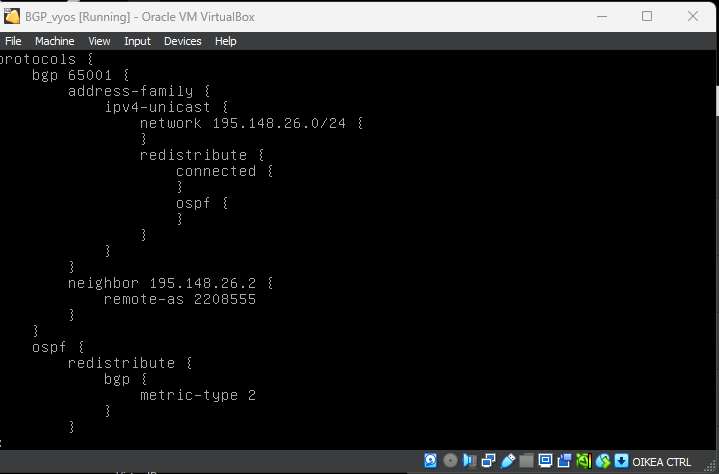 BGP_vyos [Running] - Oracle VM VirtualBox
File Machine View Input Devices Help
protocols {
bgp 65001 {
address-family {
ipv4-unicast {
network 195.148.26.0/24 {
}
redistribute {
connected {
}
ospf {
}
}
}
}
neighbor 195.148.26.2 {
remote-as 2208555
}
}
ospf {
redistribute {
bgp {
metric-type 2
}
}
:
OIKEA CTRL